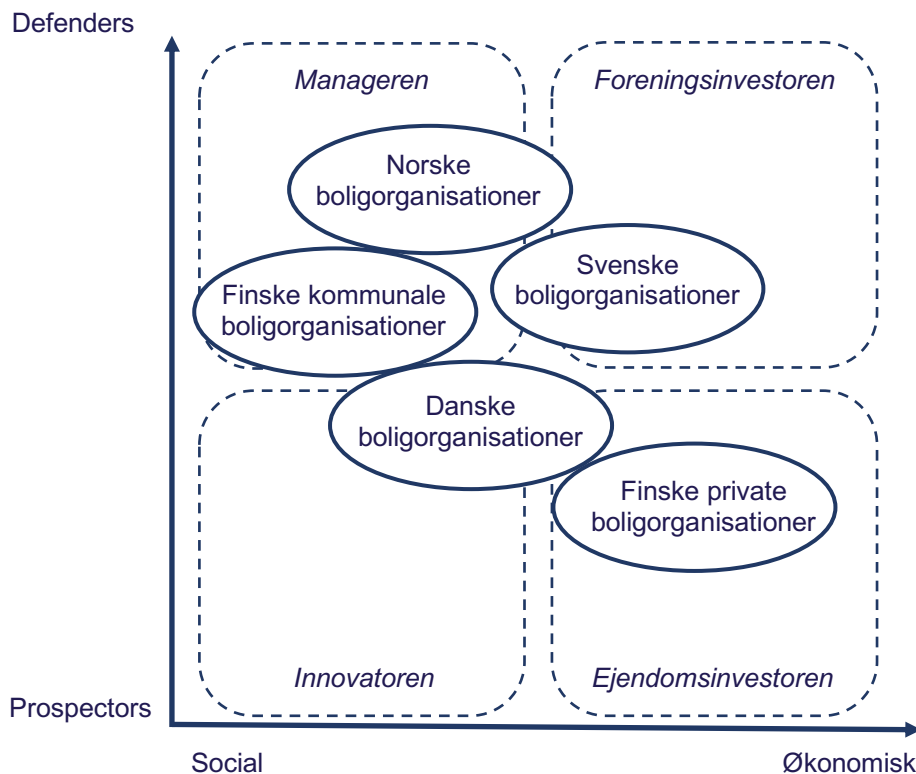 Defenders
Manageren
Foreningsinvestoren
Norske
boligorganisationer
Svenske
boligorganisationer
Finske kommunale
boligorganisationer
Danske
boligorganisationer
Finske private
boligorganisationer
Innovatoren
Ejendomsinvestoren
Prospectors
Social
Økonomisk